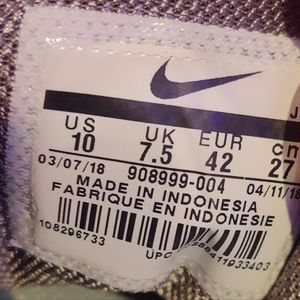 US UK EUR cm
10 7.5 42 27
03/07/18 908999-004 04/11/18
MADE IN INDONESIA
FABRIQUE EN INDONESIE
108296733